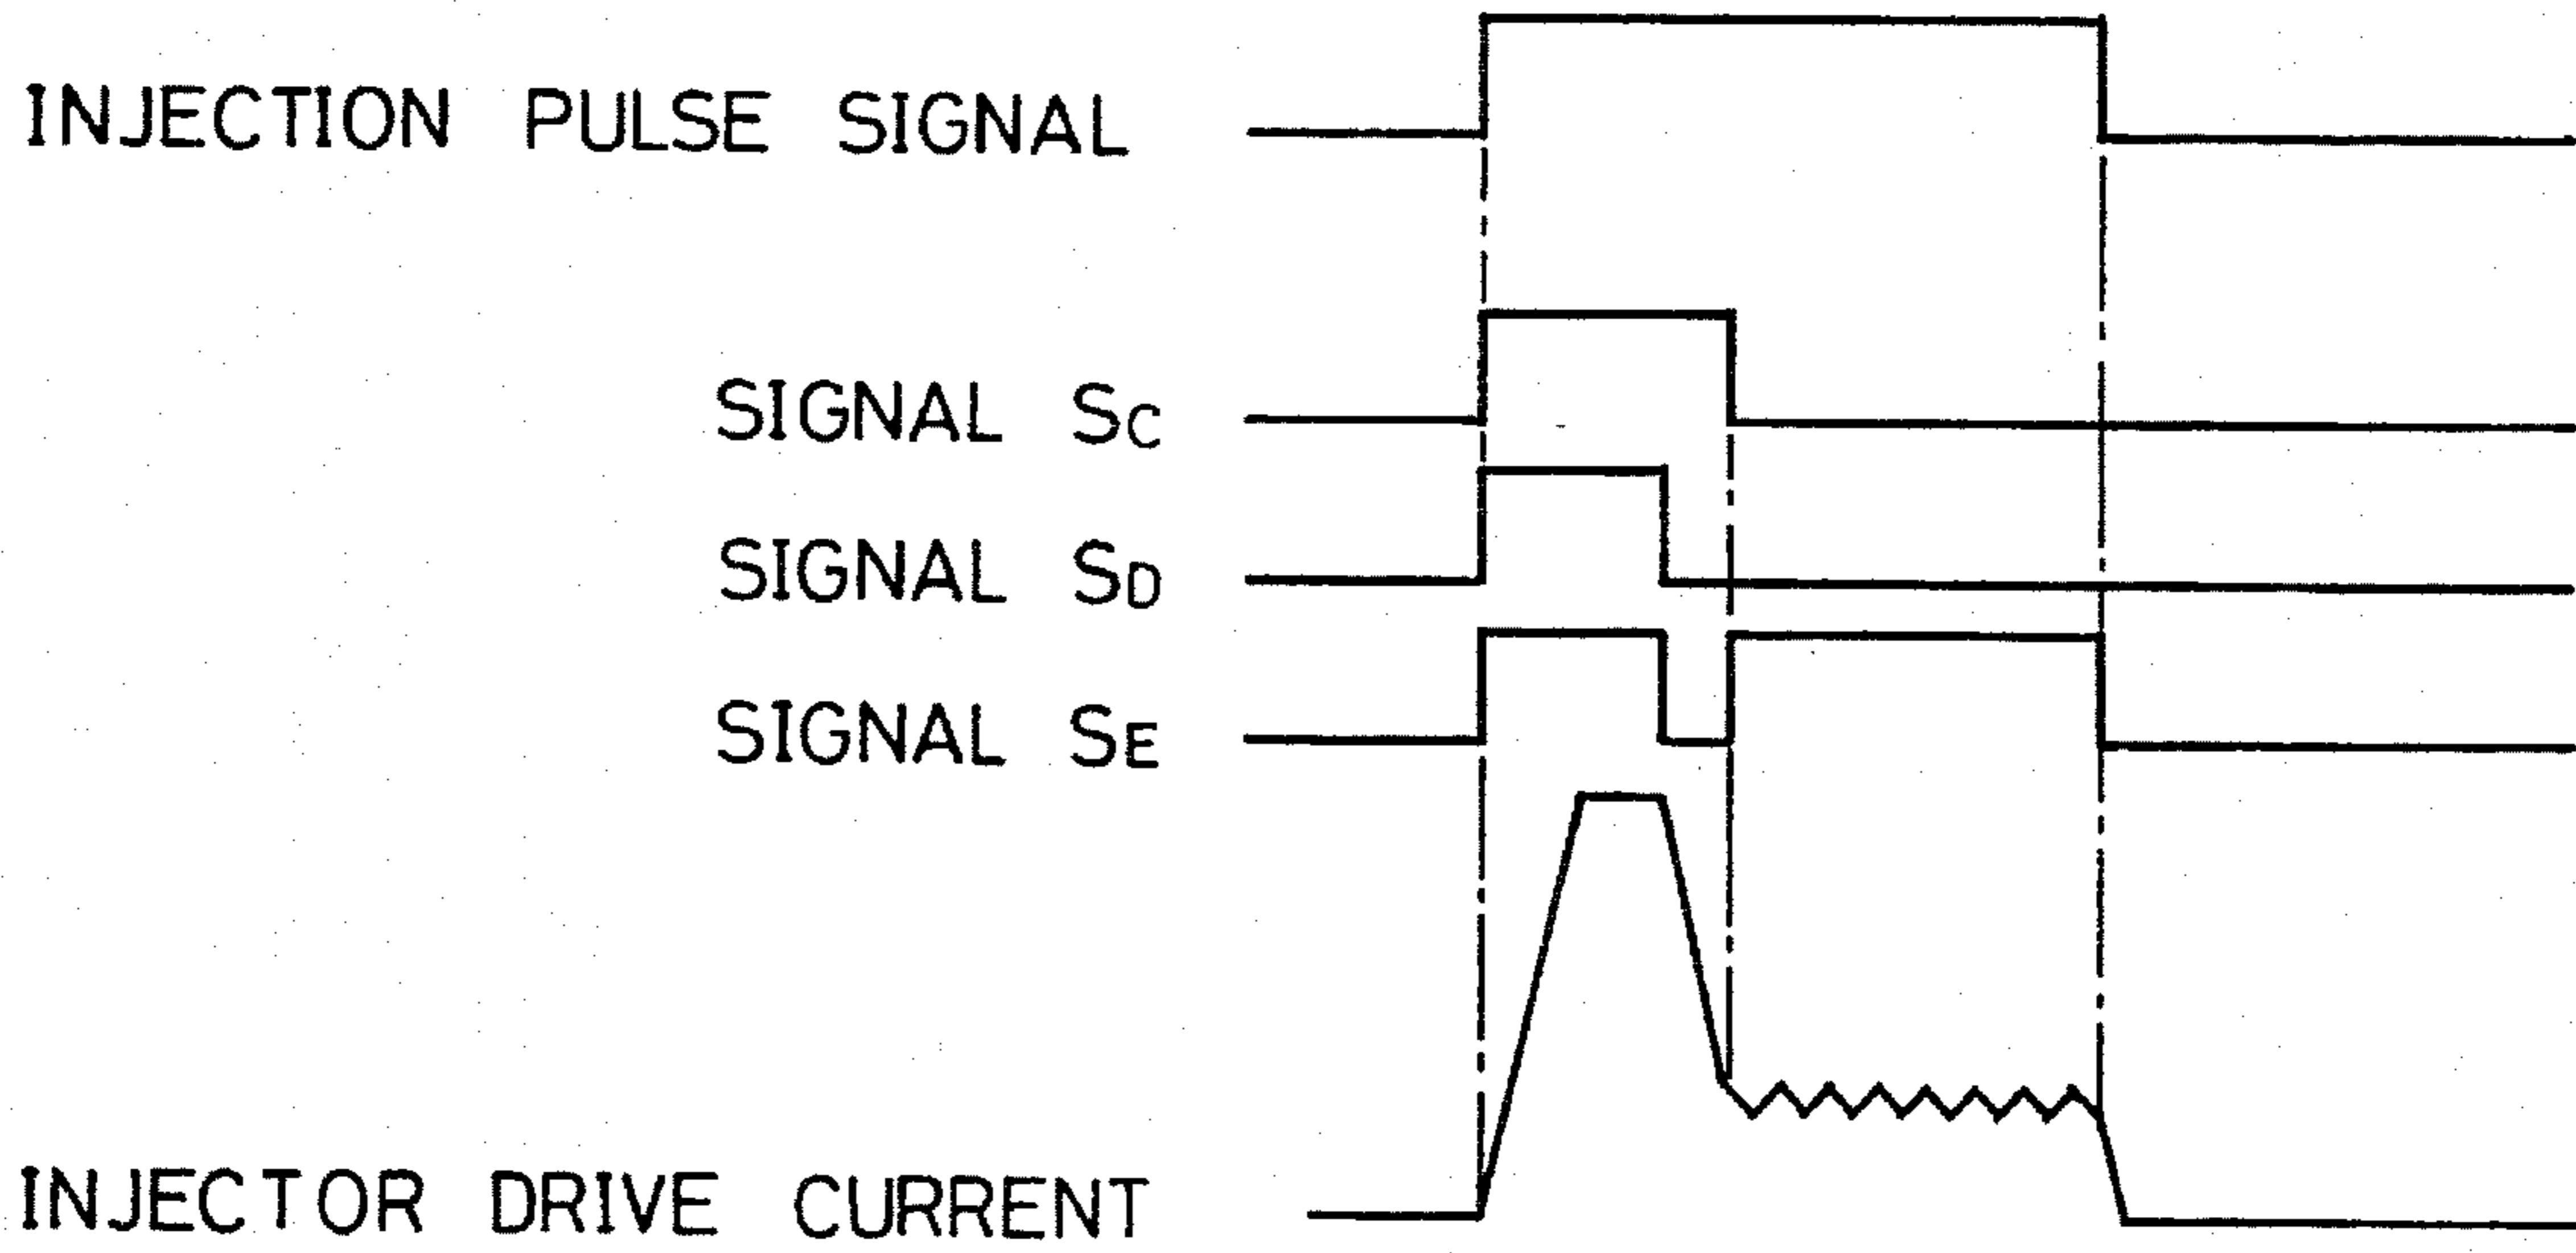 INJECTION PULSE SIGNAL
SIGNAL SC
SIGNAL SD
SIGNAL SE
INJECTOR DRIVE CURRENT